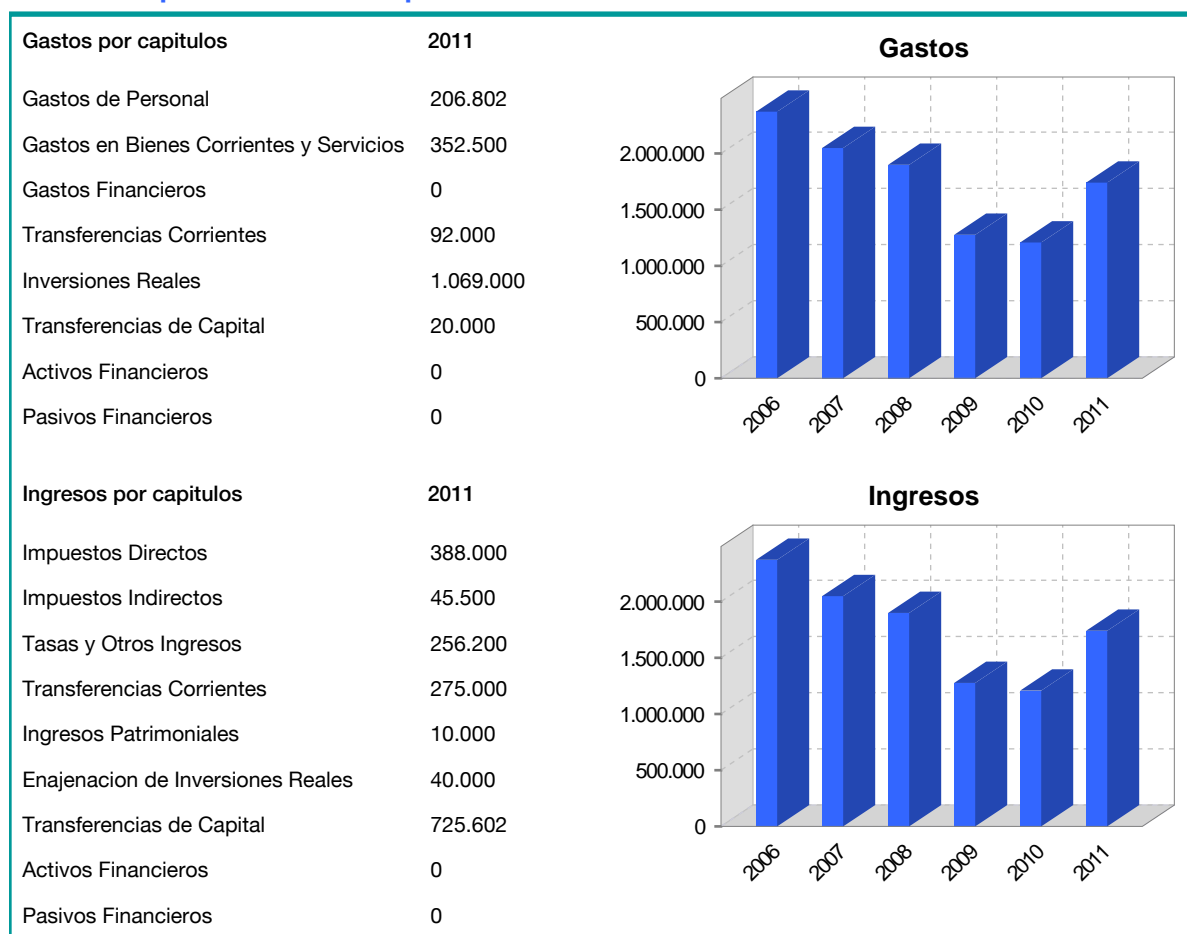 Gastos por capitulos 2011
Gastos de Personal 206.802
Gastos en Bienes Corrientes y Servicios 352.500
Gastos Financieros 0
Transferencias Corrientes 92.000
Inversiones Reales 1.069.000
Transferencias de Capital 20.000
Activos Financieros 0
Pasivos Financieros 0
Gastos
2.000.000
1.500.000
1.000.000
500.000
0
2006 2007 2008 2009 2010 2011
Ingresos por capitulos 2011
Impuestos Directos 388.000
Impuestos Indirectos 45.500
Tasas y Otros Ingresos 256.200
Transferencias Corrientes 275.000
Ingresos Patrimoniales 10.000
Enajenacion de Inversiones Reales 40.000
Transferencias de Capital 725.602
Activos Financieros 0
Pasivos Financieros 0
Ingresos
2.000.000
1.500.000
1.000.000
500.000
0
2006 2007 2008 2009 2010 2011